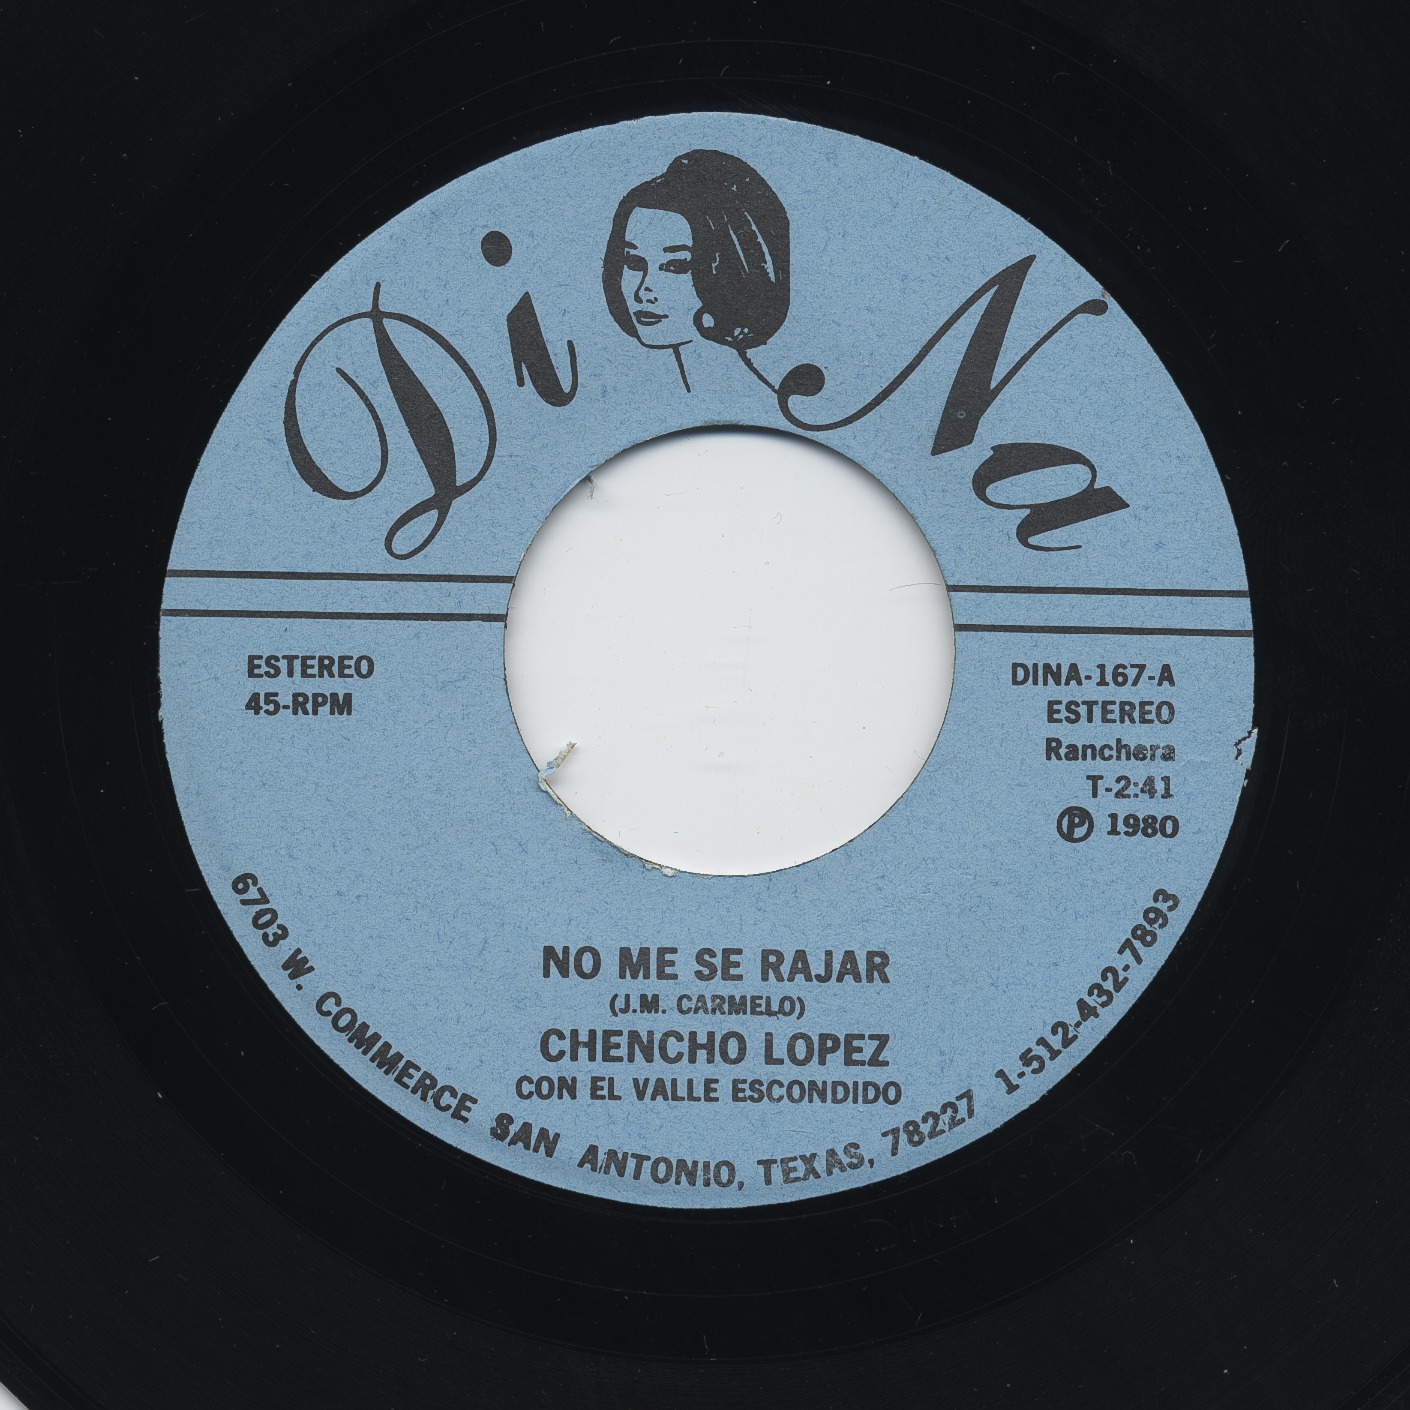 Di Na
ESTEREO
45-RPM
DINA-167-A
ESTEREO
Ranchera
T-2:41
Ⓟ 1980
NO ME SE RAJAR
(J.M. CARMELO)
CHENCHO LOPEZ
CON EL VALLE ESCONDIDO
6703 W. COMMERCE SAN ANTONIO, TEXAS, 78227 1-512-432-7893